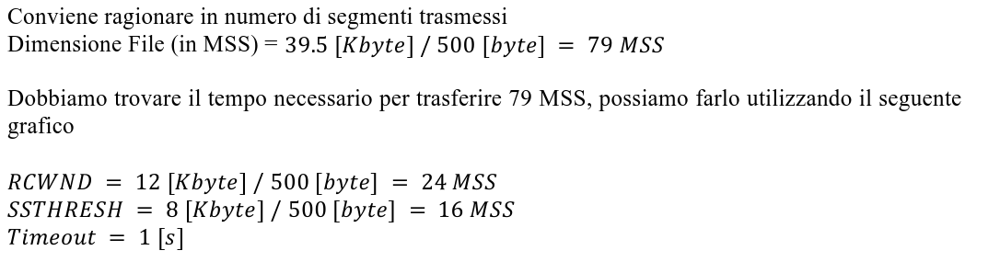 Conviene ragionare in numero di segmenti trasmessi
Dimensione File (in MSS) = 39.5 [Kbyte] / 500 [byte] = 79 MSS
Dobbiamo trovare il tempo necessario per trasferire 79 MSS, possiamo farlo utilizzando il seguente
grafico
RCWND = 12 [Kbyte] / 500 [byte] = 24 MSS
SSTHRESH = 8 [Kbyte] / 500 [byte] = 16 MSS
Timeout = 1 [s]